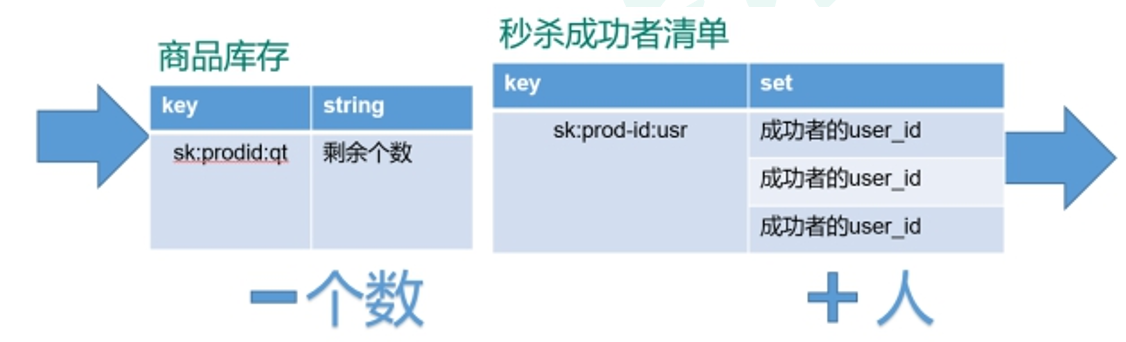 商品库存
key string
sk:prodid:qt 剩余个数
－个数
秒杀成功者清单
key set
sk:prod-id:usr 成功者的user_id
成功者的user_id
成功者的user_id
＋ 人